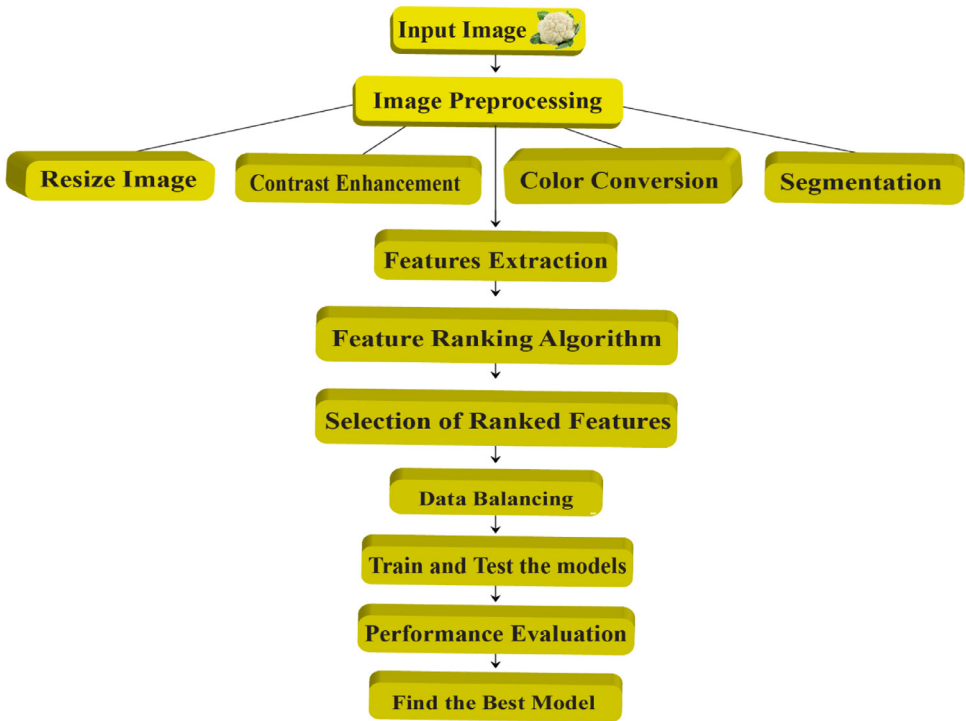 Input Image
Image Preprocessing
Resize Image
Contrast Enhancement
Color Conversion
Segmentation
Features Extraction
Feature Ranking Algorithm
Selection of Ranked Features
Data Balancing
Train and Test the models
Performance Evaluation
Find the Best Model